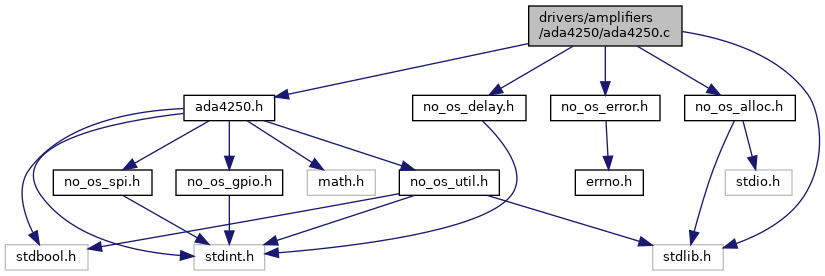 drivers/amplifiers
/ada4250/ada4250.c
ada4250.h
no_os_delay.h
no_os_error.h
no_os_alloc.h
no_os_spi.h
no_os_gpio.h
math.h
no_os_util.h
errno.h
stdio.h
stdbool.h
stdint.h
stdlib.h